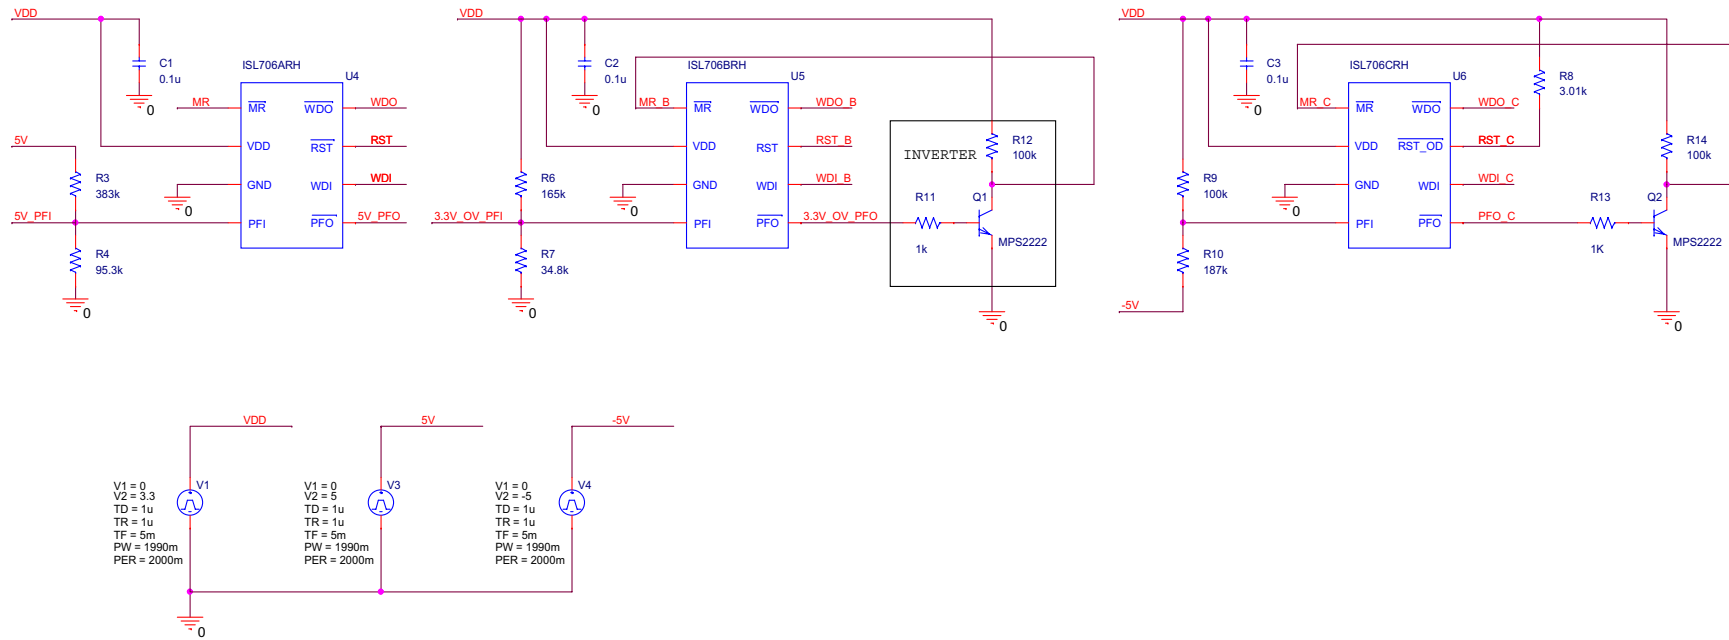 VDD
C1
0.1u
0
ISL706ARH
U4
MR
MR
WDO
WDO
5V
VDD
RST
RST
R3
383k
GND
WDI
WDI
0
5V_PFI
PFI
PFO
5V_PFO
R4
95.3k
0
VDD
C2
0.1u
0
ISL706BRH
U5
MR_B
MR
WDO
WDO_B
VDD
RST
RST_B
R6
165k
GND
WDI
WDI_B
0
3.3V_OV_PFI
PFI
PFO
3.3V_OV_PFO
R7
34.8k
0
INVERTER
R12
100k
R11
1k
Q1
MPS2222
0
VDD
C3
0.1u
0
ISL706CRH
U6
R8
3.01k
MR_C
MR
WDO
WDO_C
VDD
RST_OD
RST_C
R14
100k
R9
100k
GND
WDI
WDI_C
0
PFI
PFO
PFO_C
R13
1K
Q2
MPS2222
R10
187k
-5V
0
VDD
V1
V1 = 0
V2 = 3.3
TD = 1u
TR = 1u
TF = 5m
PW = 1990m
PER = 2000m
5V
V3
V1 = 0
V2 = 5
TD = 1u
TR = 1u
TF = 5m
PW = 1990m
PER = 2000m
-5V
V4
V1 = 0
V2 = -5
TD = 1u
TR = 1u
TF = 5m
PW = 1990m
PER = 2000m
0